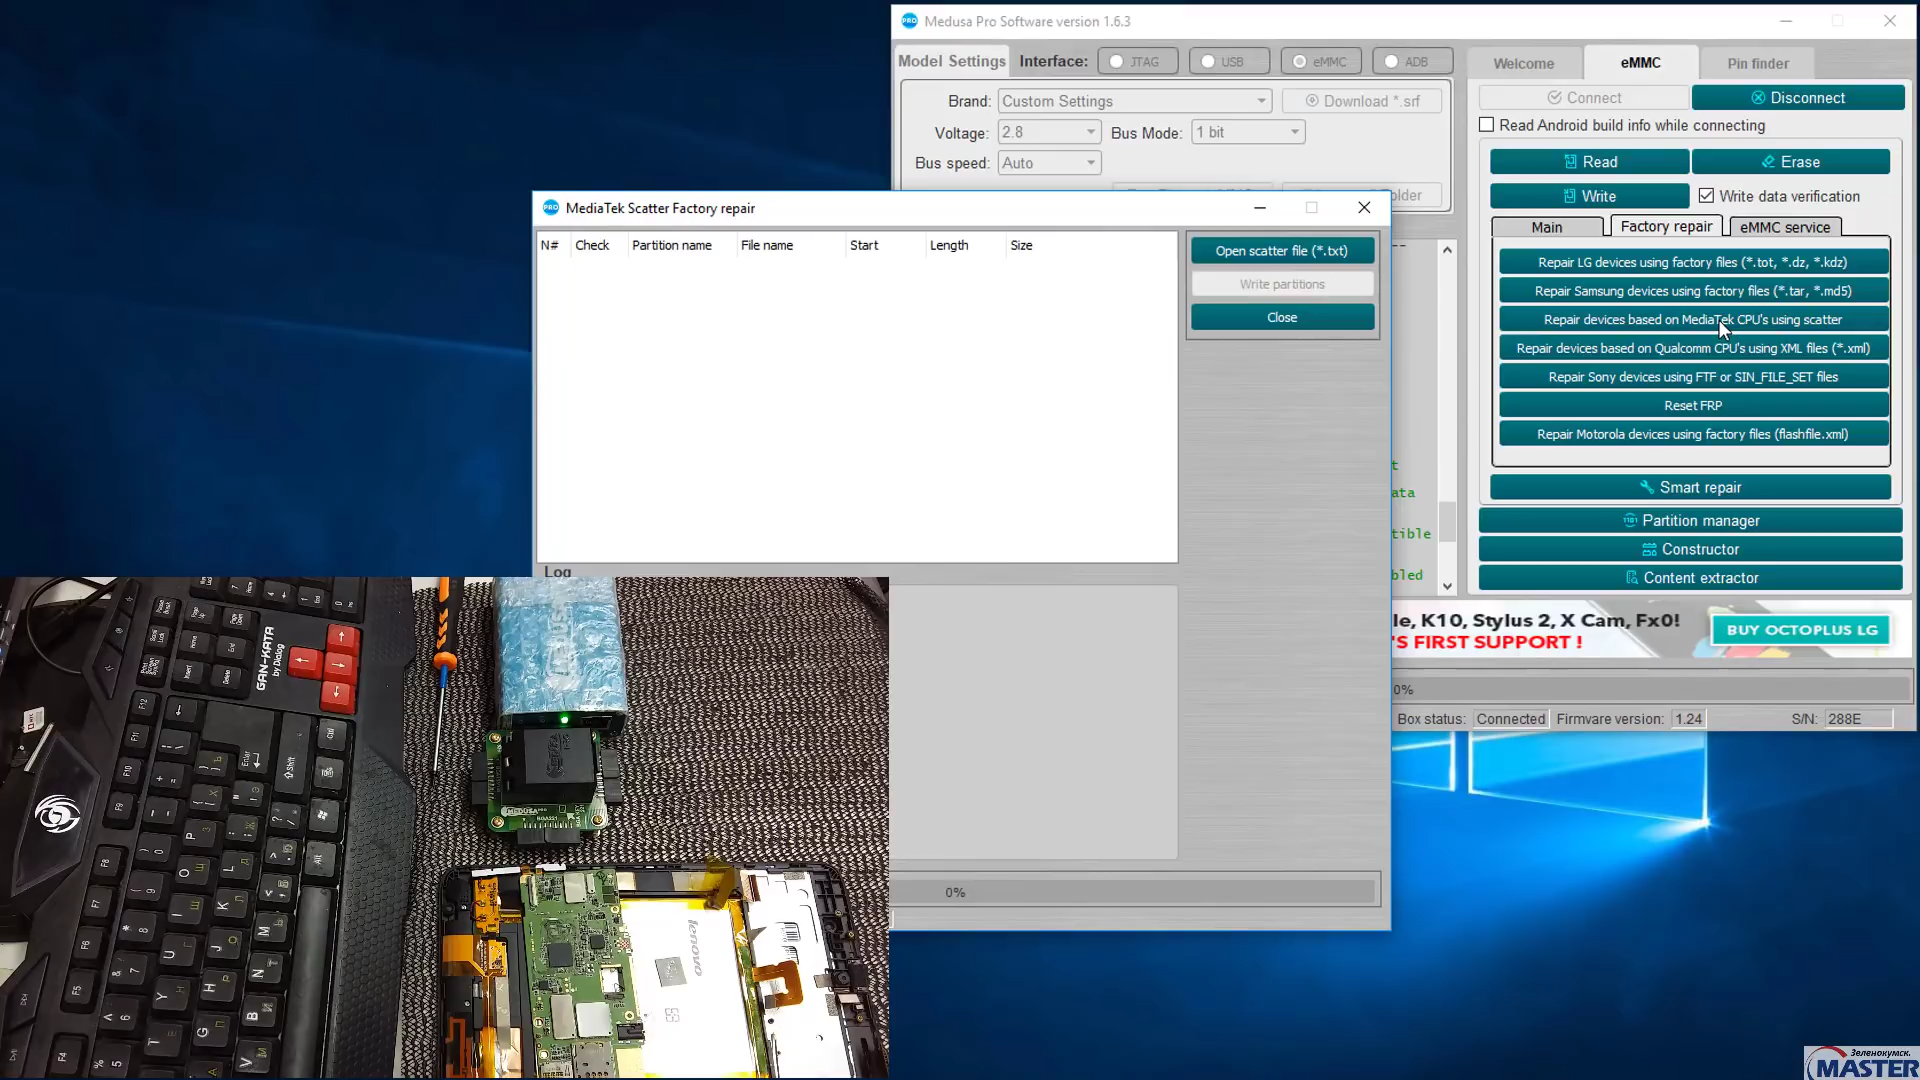 Medusa Pro Software version 1.6.3
Model Settings
Interface:
JTAG
USB
eMMC
ADB
Brand:
Custom Settings
Download *.srf
Voltage:
2.8
Bus Mode:
1 bit
Bus speed:
Auto
Welcome
eMMC
Pin finder
Connect
Disconnect
Read Android build info while connecting
Read
Erase
Write
Write data verification
Main
Factory repair
eMMC service
Repair LG devices using factory files (*.tot, *.dz, *.kdz)
Repair Samsung devices using factory files (*.tar, *.md5)
Repair devices based on MediaTek CPU's using scatter
Repair devices based on Qualcomm CPU's using XML files (*.xml)
Repair Sony devices using FTF or SIN_FILE_SET files
Reset FRP
Repair Motorola devices using factory files (flashfile.xml)
Smart repair
Partition manager
Constructor
Content extractor
le, K10, Stylus 2, X Cam, Fx0!
'S FIRST SUPPORT !
BUY OCTOPLUS LG
0%
Box status:
Connected
Firmware version:
1.24
S/N:
288E
MediaTek Scatter Factory repair
N#
Check
Partition name
File name
Start
Length
Size
Open scatter file (*.txt)
Write partitions
Close
Log
0%
GAN-KATA
by Dialog
lenovo
Зеленокумск.
MASTER